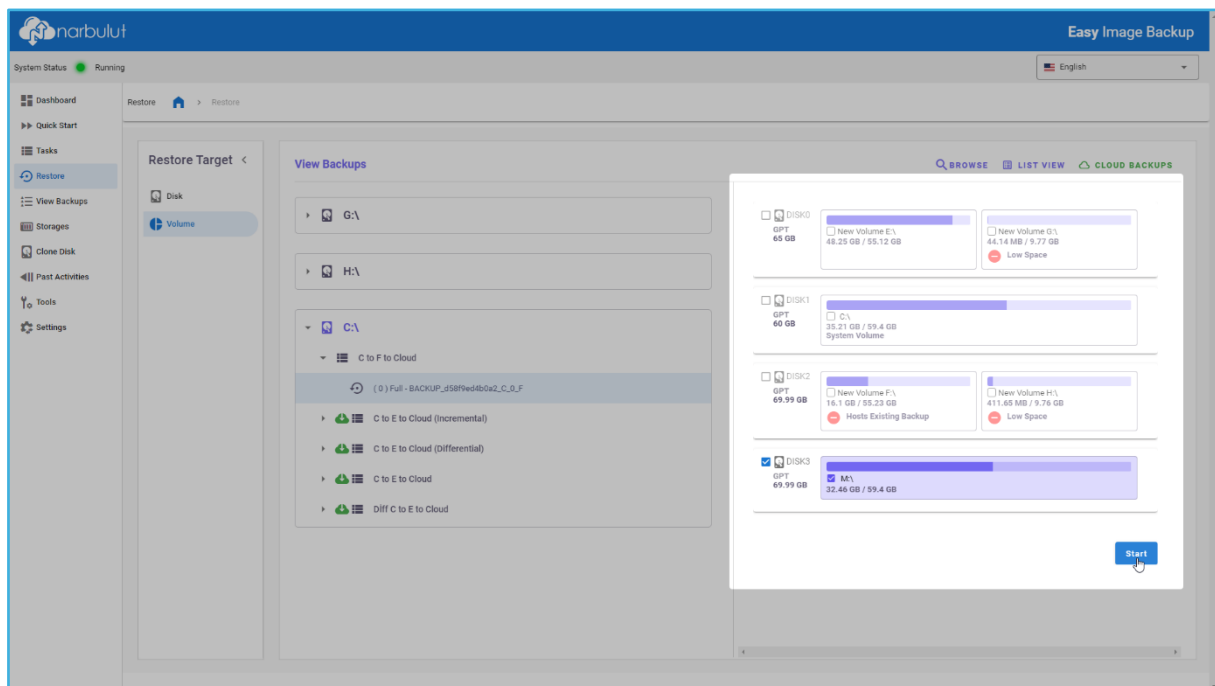 narbulut
Easy Image Backup
System Status Running
English
Dashboard
Quick Start
Tasks
Restore
View Backups
Storages
Clone Disk
Past Activities
Tools
Settings
Restore > Restore
Restore Target <
Disk
Volume
View Backups
BROWSE LIST VIEW CLOUD BACKUPS
G:\
H:\
C:\
C to F to Cloud
( 0 ) Full - BACKUP_d58f9ed4b0a2_C_0_F
C to E to Cloud (Incremental)
C to E to Cloud (Differential)
C to E to Cloud
Diff C to E to Cloud
DISK0
GPT
65 GB
New Volume E:\
48.25 GB / 55.12 GB
New Volume G:\
44.14 MB / 9.77 GB
Low Space
DISK1
GPT
60 GB
C:\
35.21 GB / 59.4 GB
System Volume
DISK2
GPT
69.99 GB
New Volume F:\
16.1 GB / 55.23 GB
Hosts Existing Backup
New Volume H:\
411.65 MB / 9.76 GB
Low Space
DISK3
GPT
69.99 GB
M:\
32.46 GB / 59.4 GB
Start